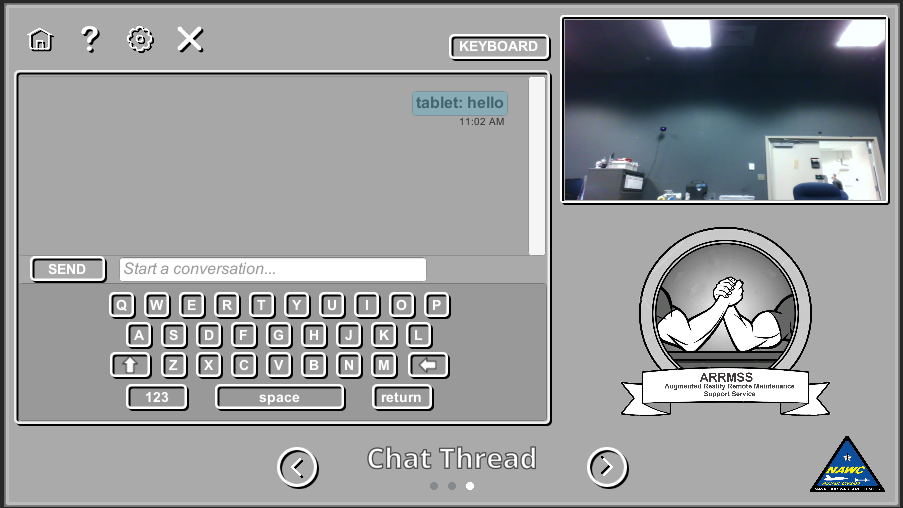 ?
KEYBOARD
tablet: hello
11:02 AM
SEND
Start a conversation...
Q W E R T Y U I O P
A S D F G H J K L
Z X C V B N M
123 space return
ARRMSS
Augmented Reality Remote Maintenance
Support Service
Chat Thread
NAWC